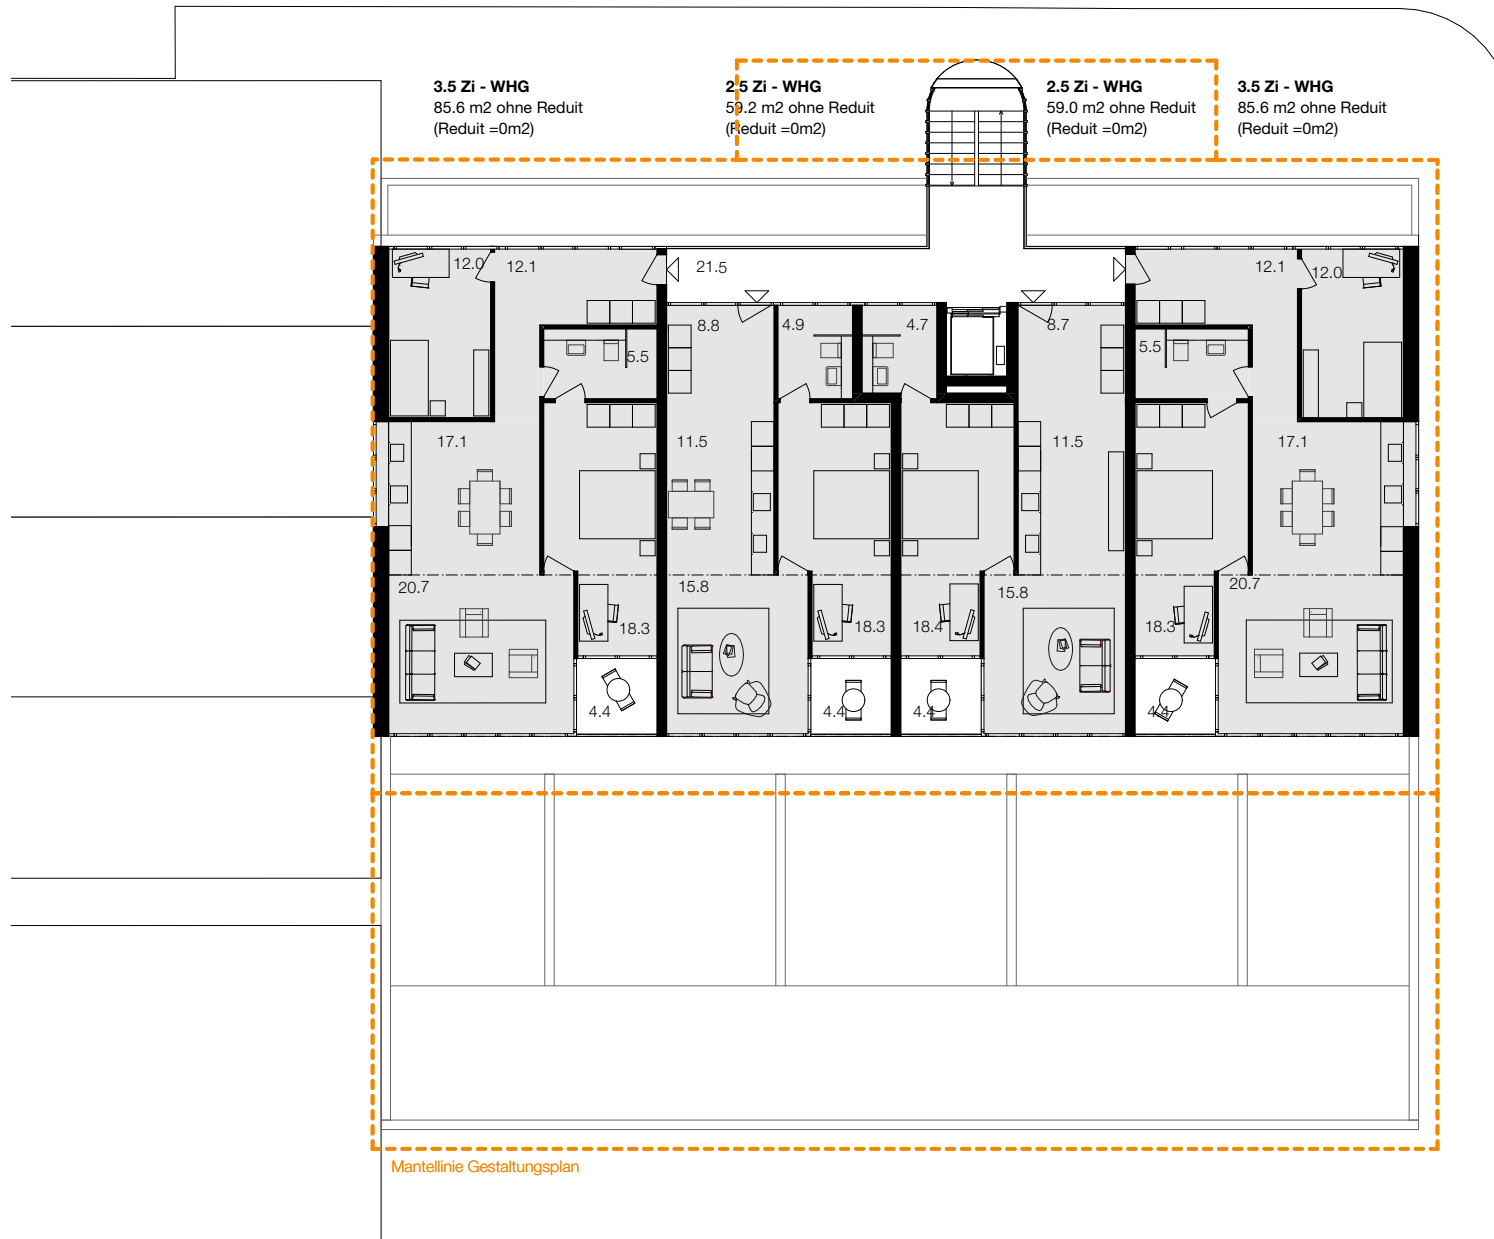 3.5 Zi - WHG
85.6 m2 ohne Reduit
(Reduit =0m2)
2.5 Zi - WHG
59.2 m2 ohne Reduit
(Reduit =0m2)
2.5 Zi - WHG
59.0 m2 ohne Reduit
(Reduit =0m2)
3.5 Zi - WHG
85.6 m2 ohne Reduit
(Reduit =0m2)
12.0
12.1
21.5
12.1
12.0
8.8
4.9
4.7
8.7
5.5
5.5
17.1
11.5
11.5
17.1
20.7
15.8
15.8
20.7
18.3
18.3
18.4
18.3
4.4
4.4
4.4
4.4
Mantellinie Gestaltungsplan